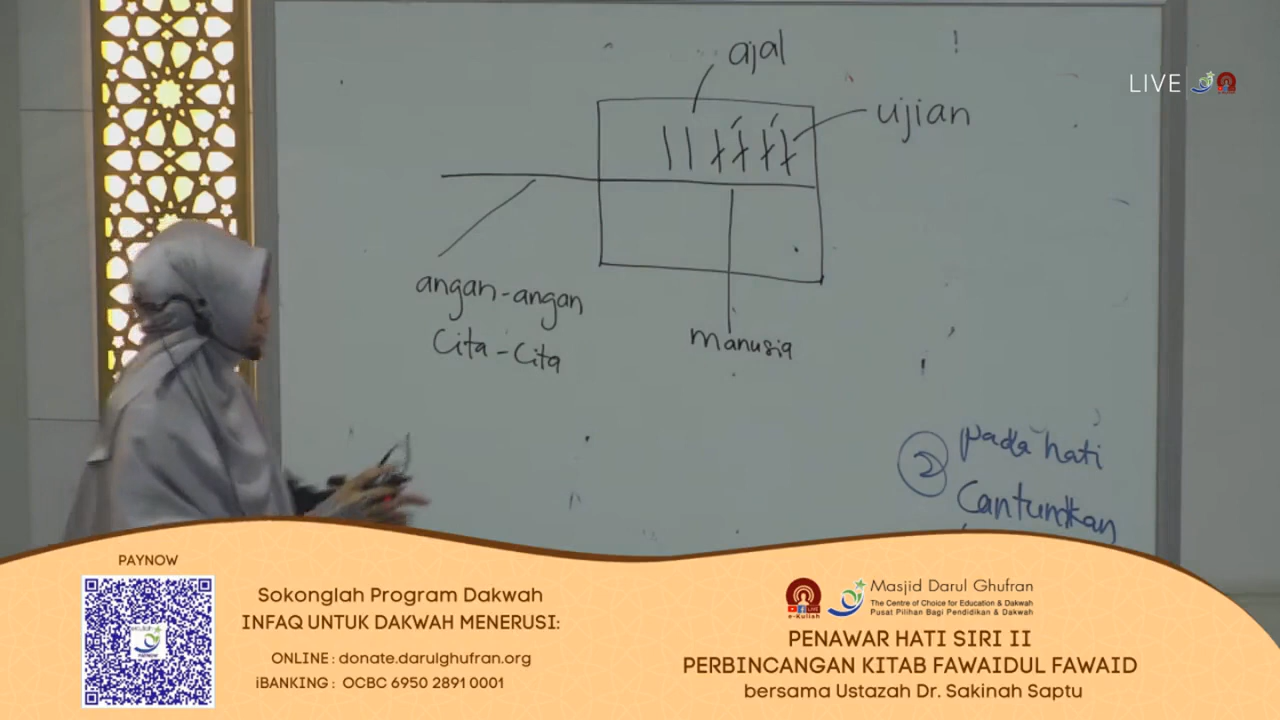 LIVE
ajal
ujian
angan-angan
Cita-Cita
manusia
2
pada hati
Cantumkan
PAYNOW
Sokonglah Program Dakwah
INFAQ UNTUK DAKWAH MENERUSI:
ONLINE : donate.darulghufran.org
iBANKING : OCBC 6950 2891 0001
Masjid Darul Ghufran
The Centre of Choice for Education & Dakwah
Pusat Pilihan Bagi Pendidikan & Dakwah
e-Kuliah
PENAWAR HATI SIRI II
PERBINCANGAN KITAB FAWAIDUL FAWAID
bersama Ustazah Dr. Sakinah Saptu